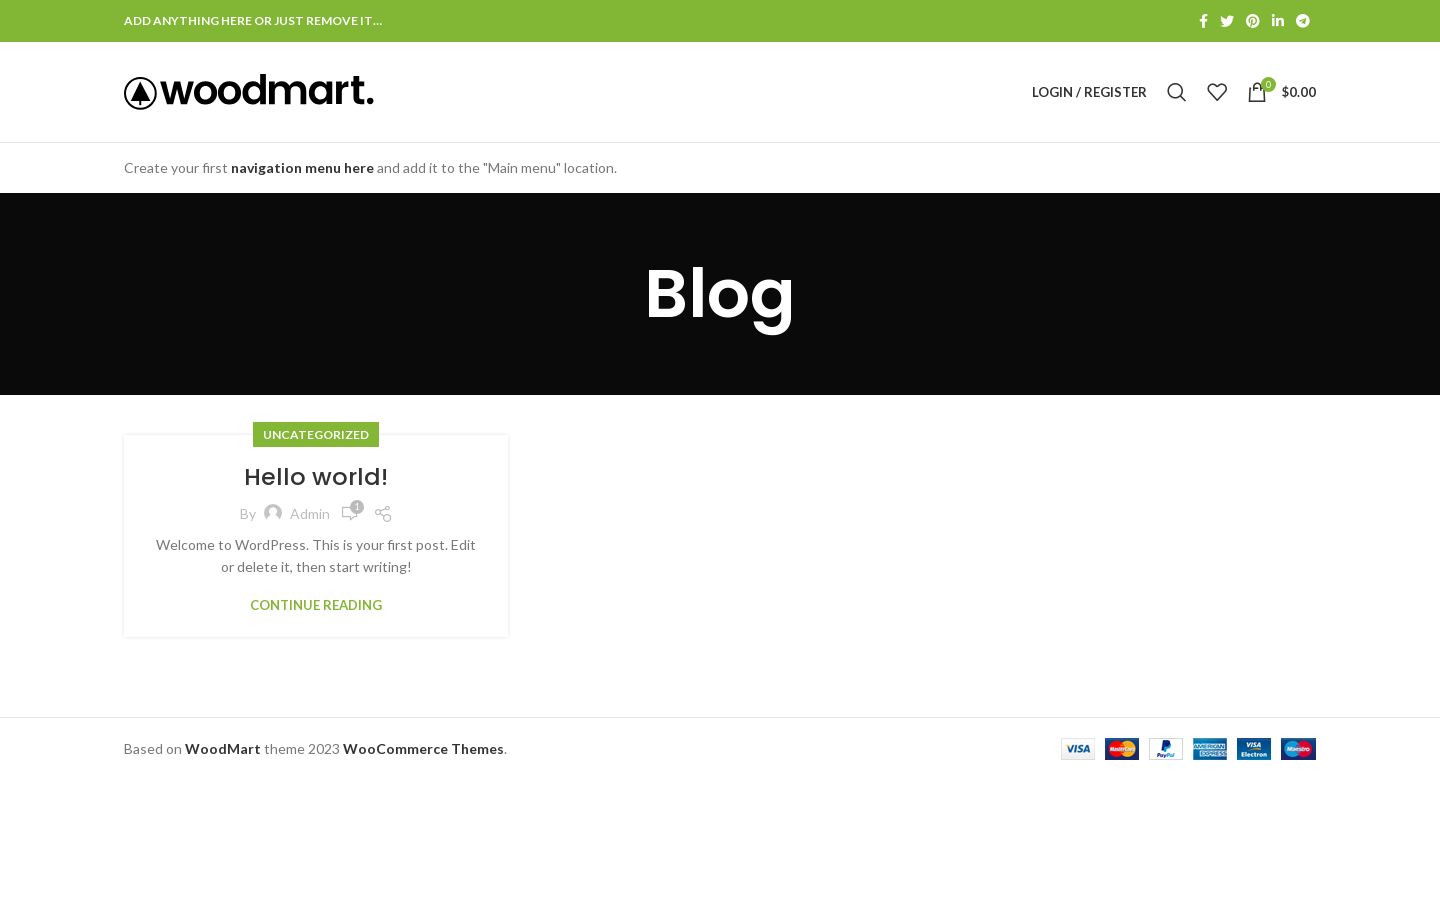 ADD ANYTHING HERE OR JUST REMOVE IT…
woodmart.
LOGIN / REGISTER
0
$0.00
Create your first navigation menu here and add it to the "Main menu" location.
Blog
UNCATEGORIZED
Hello world!
By Admin 1
Welcome to WordPress. This is your first post. Edit
or delete it, then start writing!
CONTINUE READING
Based on WoodMart theme 2023 WooCommerce Themes.
VISA
MasterCard
PayPal
AMERICAN EXPRESS
VISA Electron
Maestro